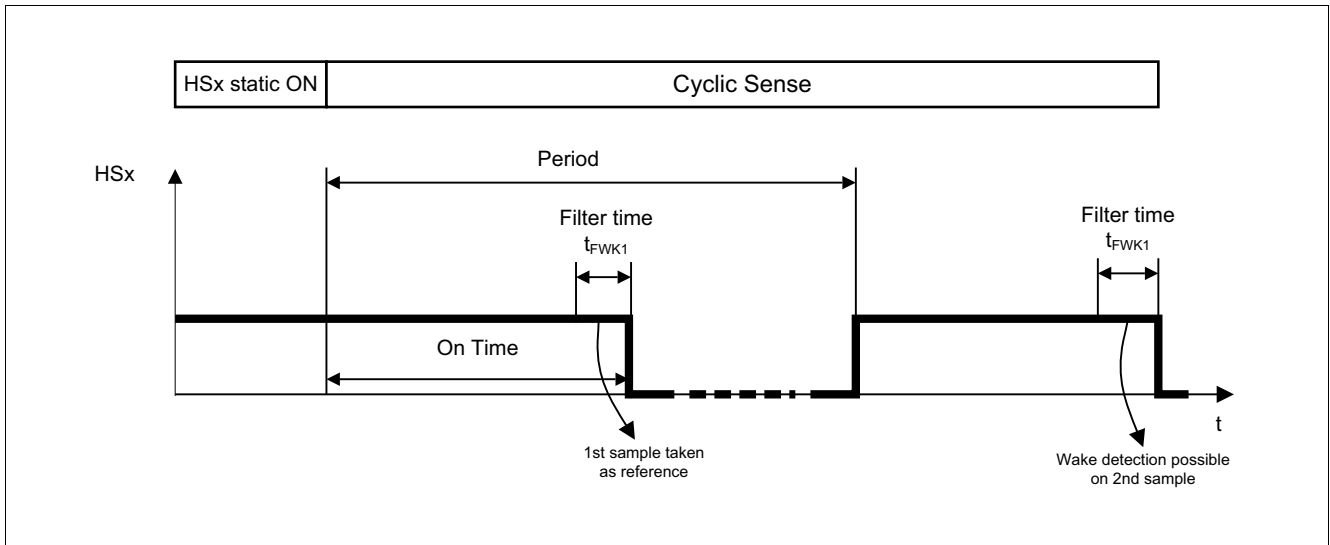 HSx static ON
Cyclic Sense
Period
HSx
Filter time
tFWK1
Filter time
tFWK1
On Time
t
1st sample taken
as reference
Wake detection possible
on 2nd sample